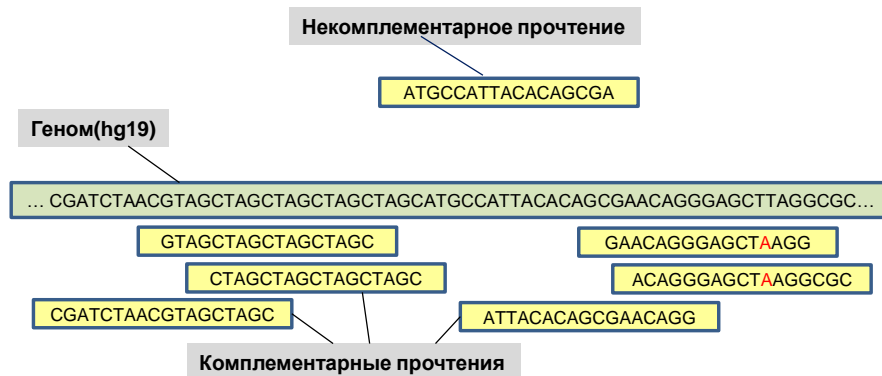 Некомплементарное прочтение
ATGCCATTACACAGCGA
Геном(hg19)
... CGATCTAACGTAGCTAGCTAGCTAGCTAGCATGCCATTACACAGCGAACAGGGAGCTTAGGCGC...
GTAGCTAGCTAGCTAGC
GAACAGGGAGCTAAGG
CTAGCTAGCTAGCTAGC
ACAGGGAGCTAAGGCGC
CGATCTAACGTAGCTAGC
ATTACACAGCGAACAGG
Комплементарные прочтения